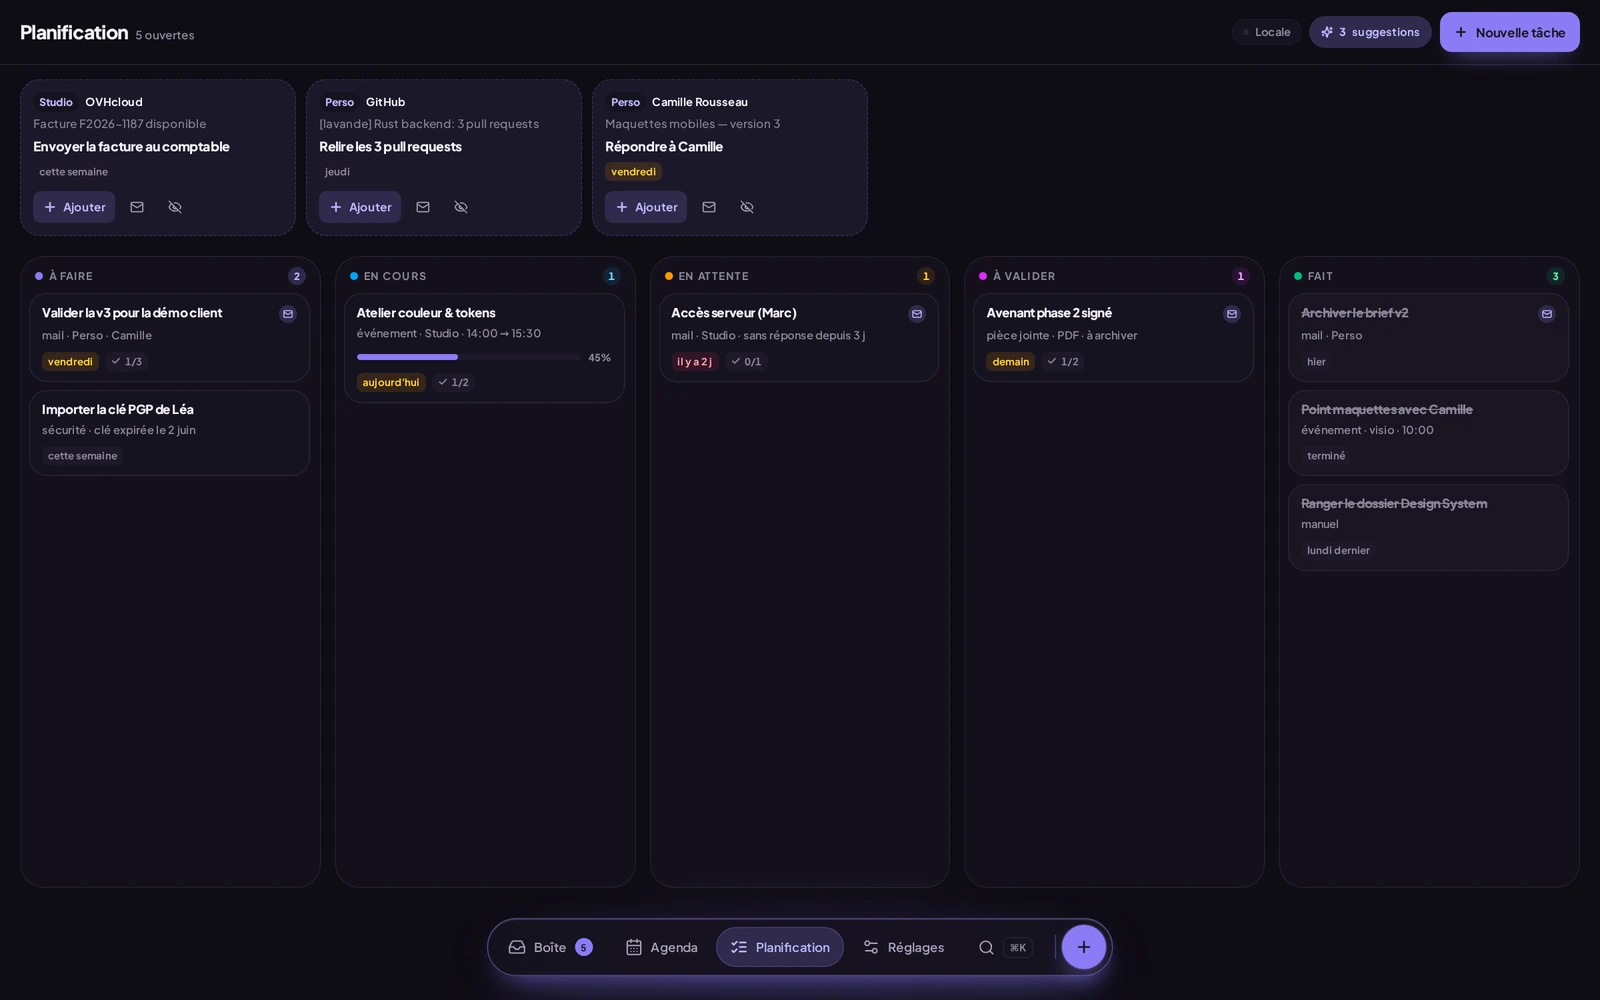 Planification 5 ouvertes
Locale
3 suggestions
+ Nouvelle tâche
Studio OVHcloud
Facture F2026-1187 disponible
Envoyer la facture au comptable
cette semaine
+ Ajouter
Perso GitHub
[lavande] Rust backend: 3 pull requests
Relire les 3 pull requests
jeudi
+ Ajouter
Perso Camille Rousseau
Maquettes mobiles — version 3
Répondre à Camille
vendredi
+ Ajouter
À FAIRE 2
Valider la v3 pour la démo client
mail · Perso · Camille
vendredi ✓ 1/3
Importer la clé PGP de Léa
sécurité · clé expirée le 2 juin
cette semaine
EN COURS 1
Atelier couleur & tokens
événement · Studio · 14:00 → 15:30
45%
aujourd'hui ✓ 1/2
EN ATTENTE 1
Accès serveur (Marc)
mail · Studio · sans réponse depuis 3 j
il y a 2 j ✓ 0/1
À VALIDER 1
Avenant phase 2 signé
pièce jointe · PDF · à archiver
demain ✓ 1/2
FAIT 3
Archiver le brief v2
mail · Perso
hier
Point maquettes avec Camille
événement · visio · 10:00
terminé
Ranger le dossier Design System
manuel
lundi dernier
Boîte 5
Agenda
Planification
Réglages
⌘K
+